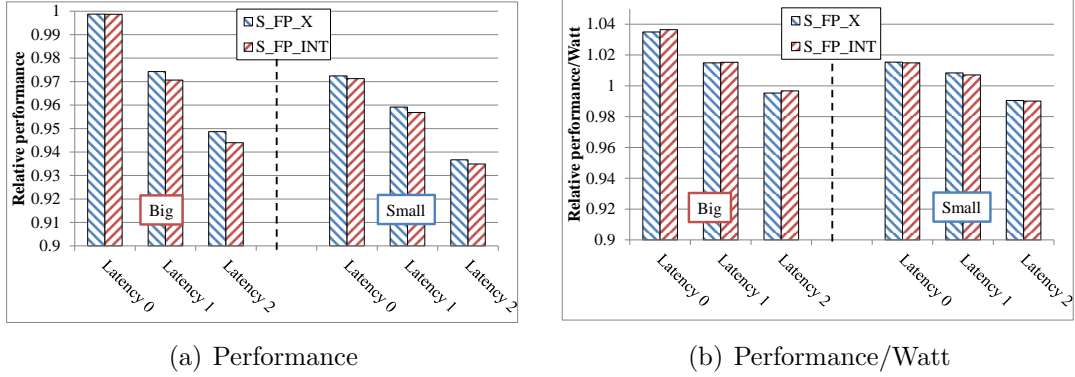 Relative performance
1
0.99
0.98
0.97
0.96
0.95
0.94
0.93
0.92
0.91
0.9
S_FP_X
S_FP_INT
Big
Small
Latency 0
Latency 1
Latency 2
Latency 0
Latency 1
Latency 2
(a) Performance
Relative performance/Watt
1.04
1.02
1
0.98
0.96
0.94
0.92
0.9
S_FP_X
S_FP_INT
Big
Small
Latency 0
Latency 1
Latency 2
Latency 0
Latency 1
Latency 2
(b) Performance/Watt